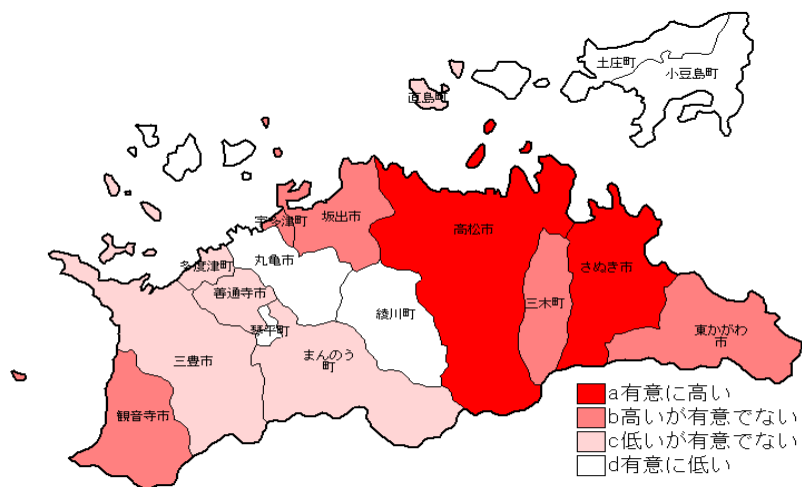 土庄町
小豆島町
直島町
宇多津町
坂出市
高松市
丸亀市
多度津町
さぬき市
善通寺市
三木町
綾川町
琴平町
東かがわ
市
三豊市
まんのう
町
観音寺市
a有意に高い
b高いが有意でない
c低いが有意でない
d有意に低い